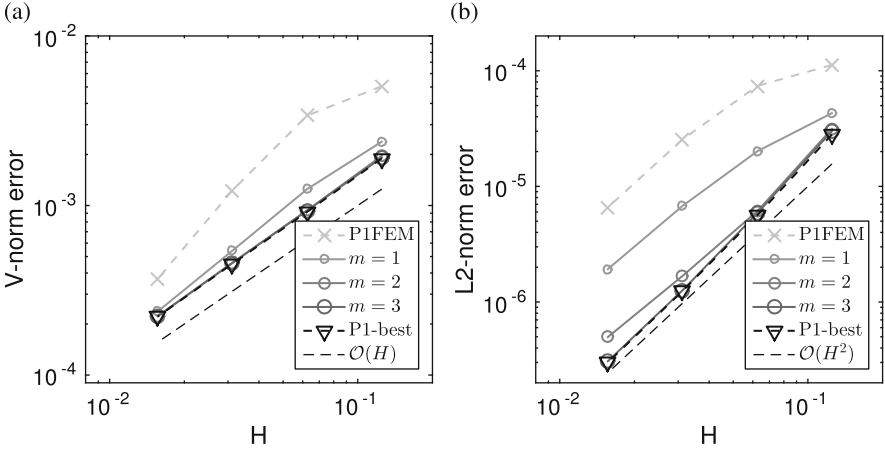 (a)
10^{-2}
10^{-3}
10^{-4}
V-norm error
P1FEM
m = 1
m = 2
m = 3
P1-best
𝒪(H)
10^{-2}
10^{-1}
H
(b)
10^{-4}
10^{-5}
10^{-6}
L2-norm error
P1FEM
m = 1
m = 2
m = 3
P1-best
𝒪(H^2)
10^{-2}
10^{-1}
H